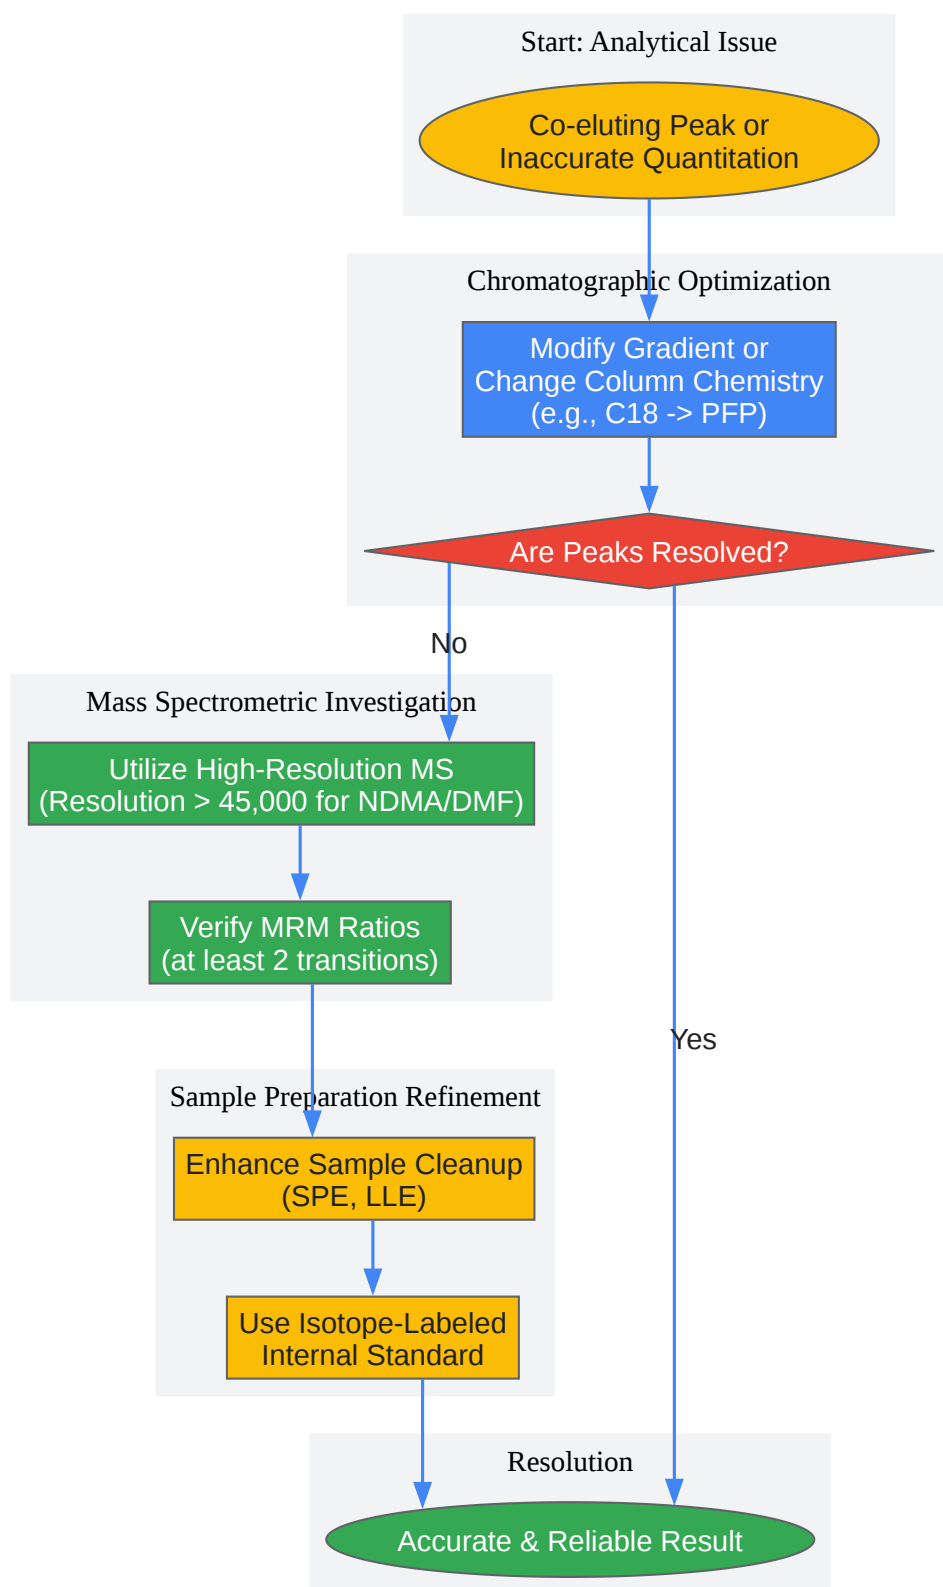 Start: Analytical Issue
Co-eluting Peak or
Inaccurate Quantitation
Chromatographic Optimization
Modify Gradient or
Change Column Chemistry
(e.g., C18 -> PFP)
Are Peaks Resolved?
No
Mass Spectrometric Investigation
Utilize High-Resolution MS
(Resolution > 45,000 for NDMA/DMF)
Verify MRM Ratios
(at least 2 transitions)
Yes
Sample Preparation Refinement
Enhance Sample Cleanup
(SPE, LLE)
Use Isotope-Labeled
Internal Standard
Resolution
Accurate & Reliable Result